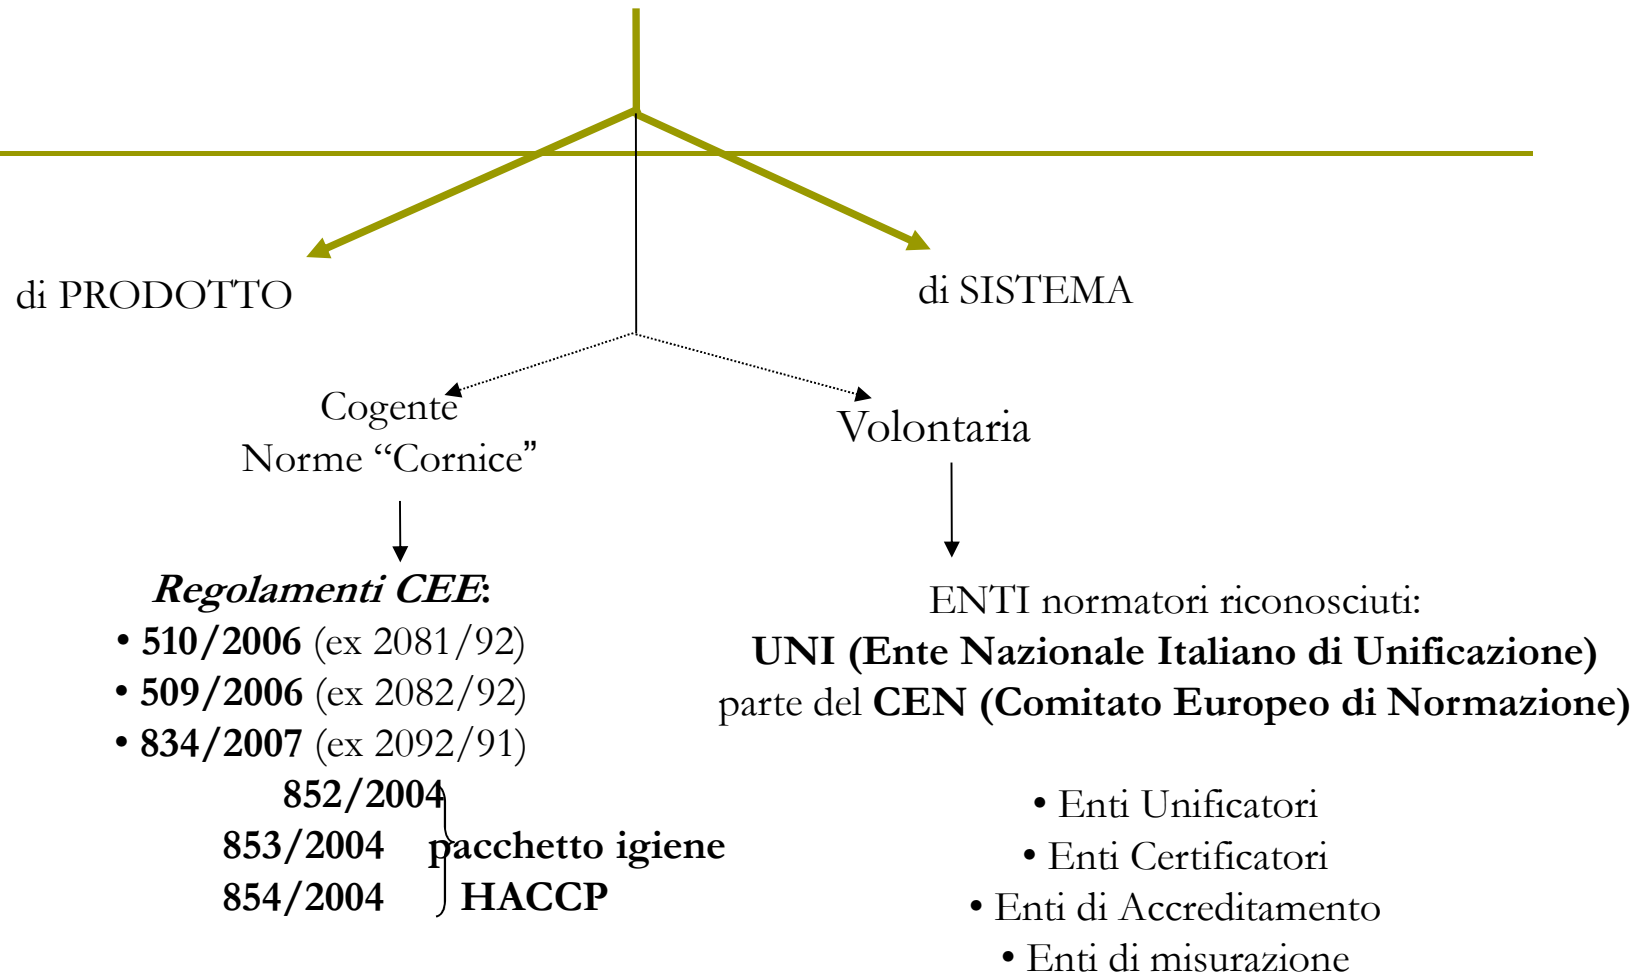 di PRODOTTO
di SISTEMA
Cogente
Norme “Cornice”
Volontaria
Regolamenti CEE:
• 510/2006 (ex 2081/92)
• 509/2006 (ex 2082/92)
• 834/2007 (ex 2092/91)
852/2004
853/2004 pacchetto igiene
854/2004 HACCP
ENTI normatori riconosciuti:
UNI (Ente Nazionale Italiano di Unificazione)
parte del CEN (Comitato Europeo di Normazione)
• Enti Unificatori
• Enti Certificatori
• Enti di Accreditamento
• Enti di misurazione